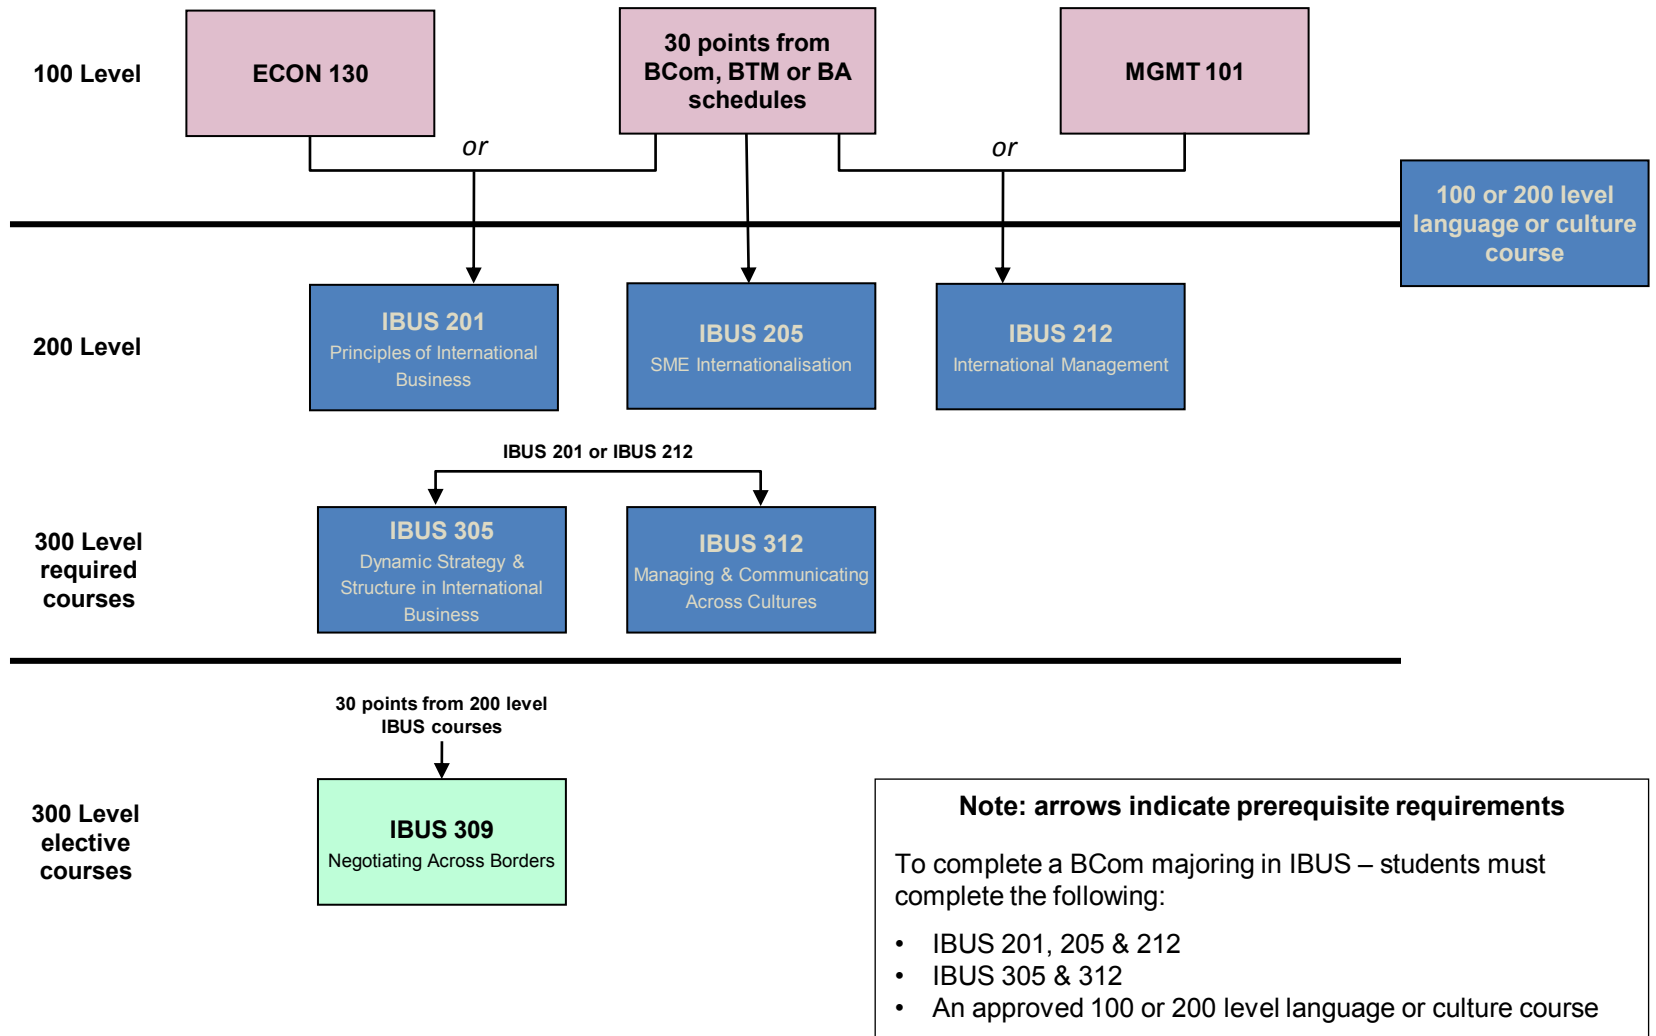 100 Level
ECON 130
30 points from
BCom, BTM or BA
schedules
MGMT 101
or
or
100 or 200 level
language or culture
course
200 Level
IBUS 201
Principles of International
Business
IBUS 205
SME Internationalisation
IBUS 212
International Management
IBUS 201 or IBUS 212
300 Level
required
courses
IBUS 305
Dynamic Strategy &
Structure in International
Business
IBUS 312
Managing & Communicating
Across Cultures
30 points from 200 level
IBUS courses
300 Level
elective
courses
IBUS 309
Negotiating Across Borders
Note: arrows indicate prerequisite requirements
To complete a BCom majoring in IBUS – students must
complete the following:
• IBUS 201, 205 & 212
• IBUS 305 & 312
• An approved 100 or 200 level language or culture course